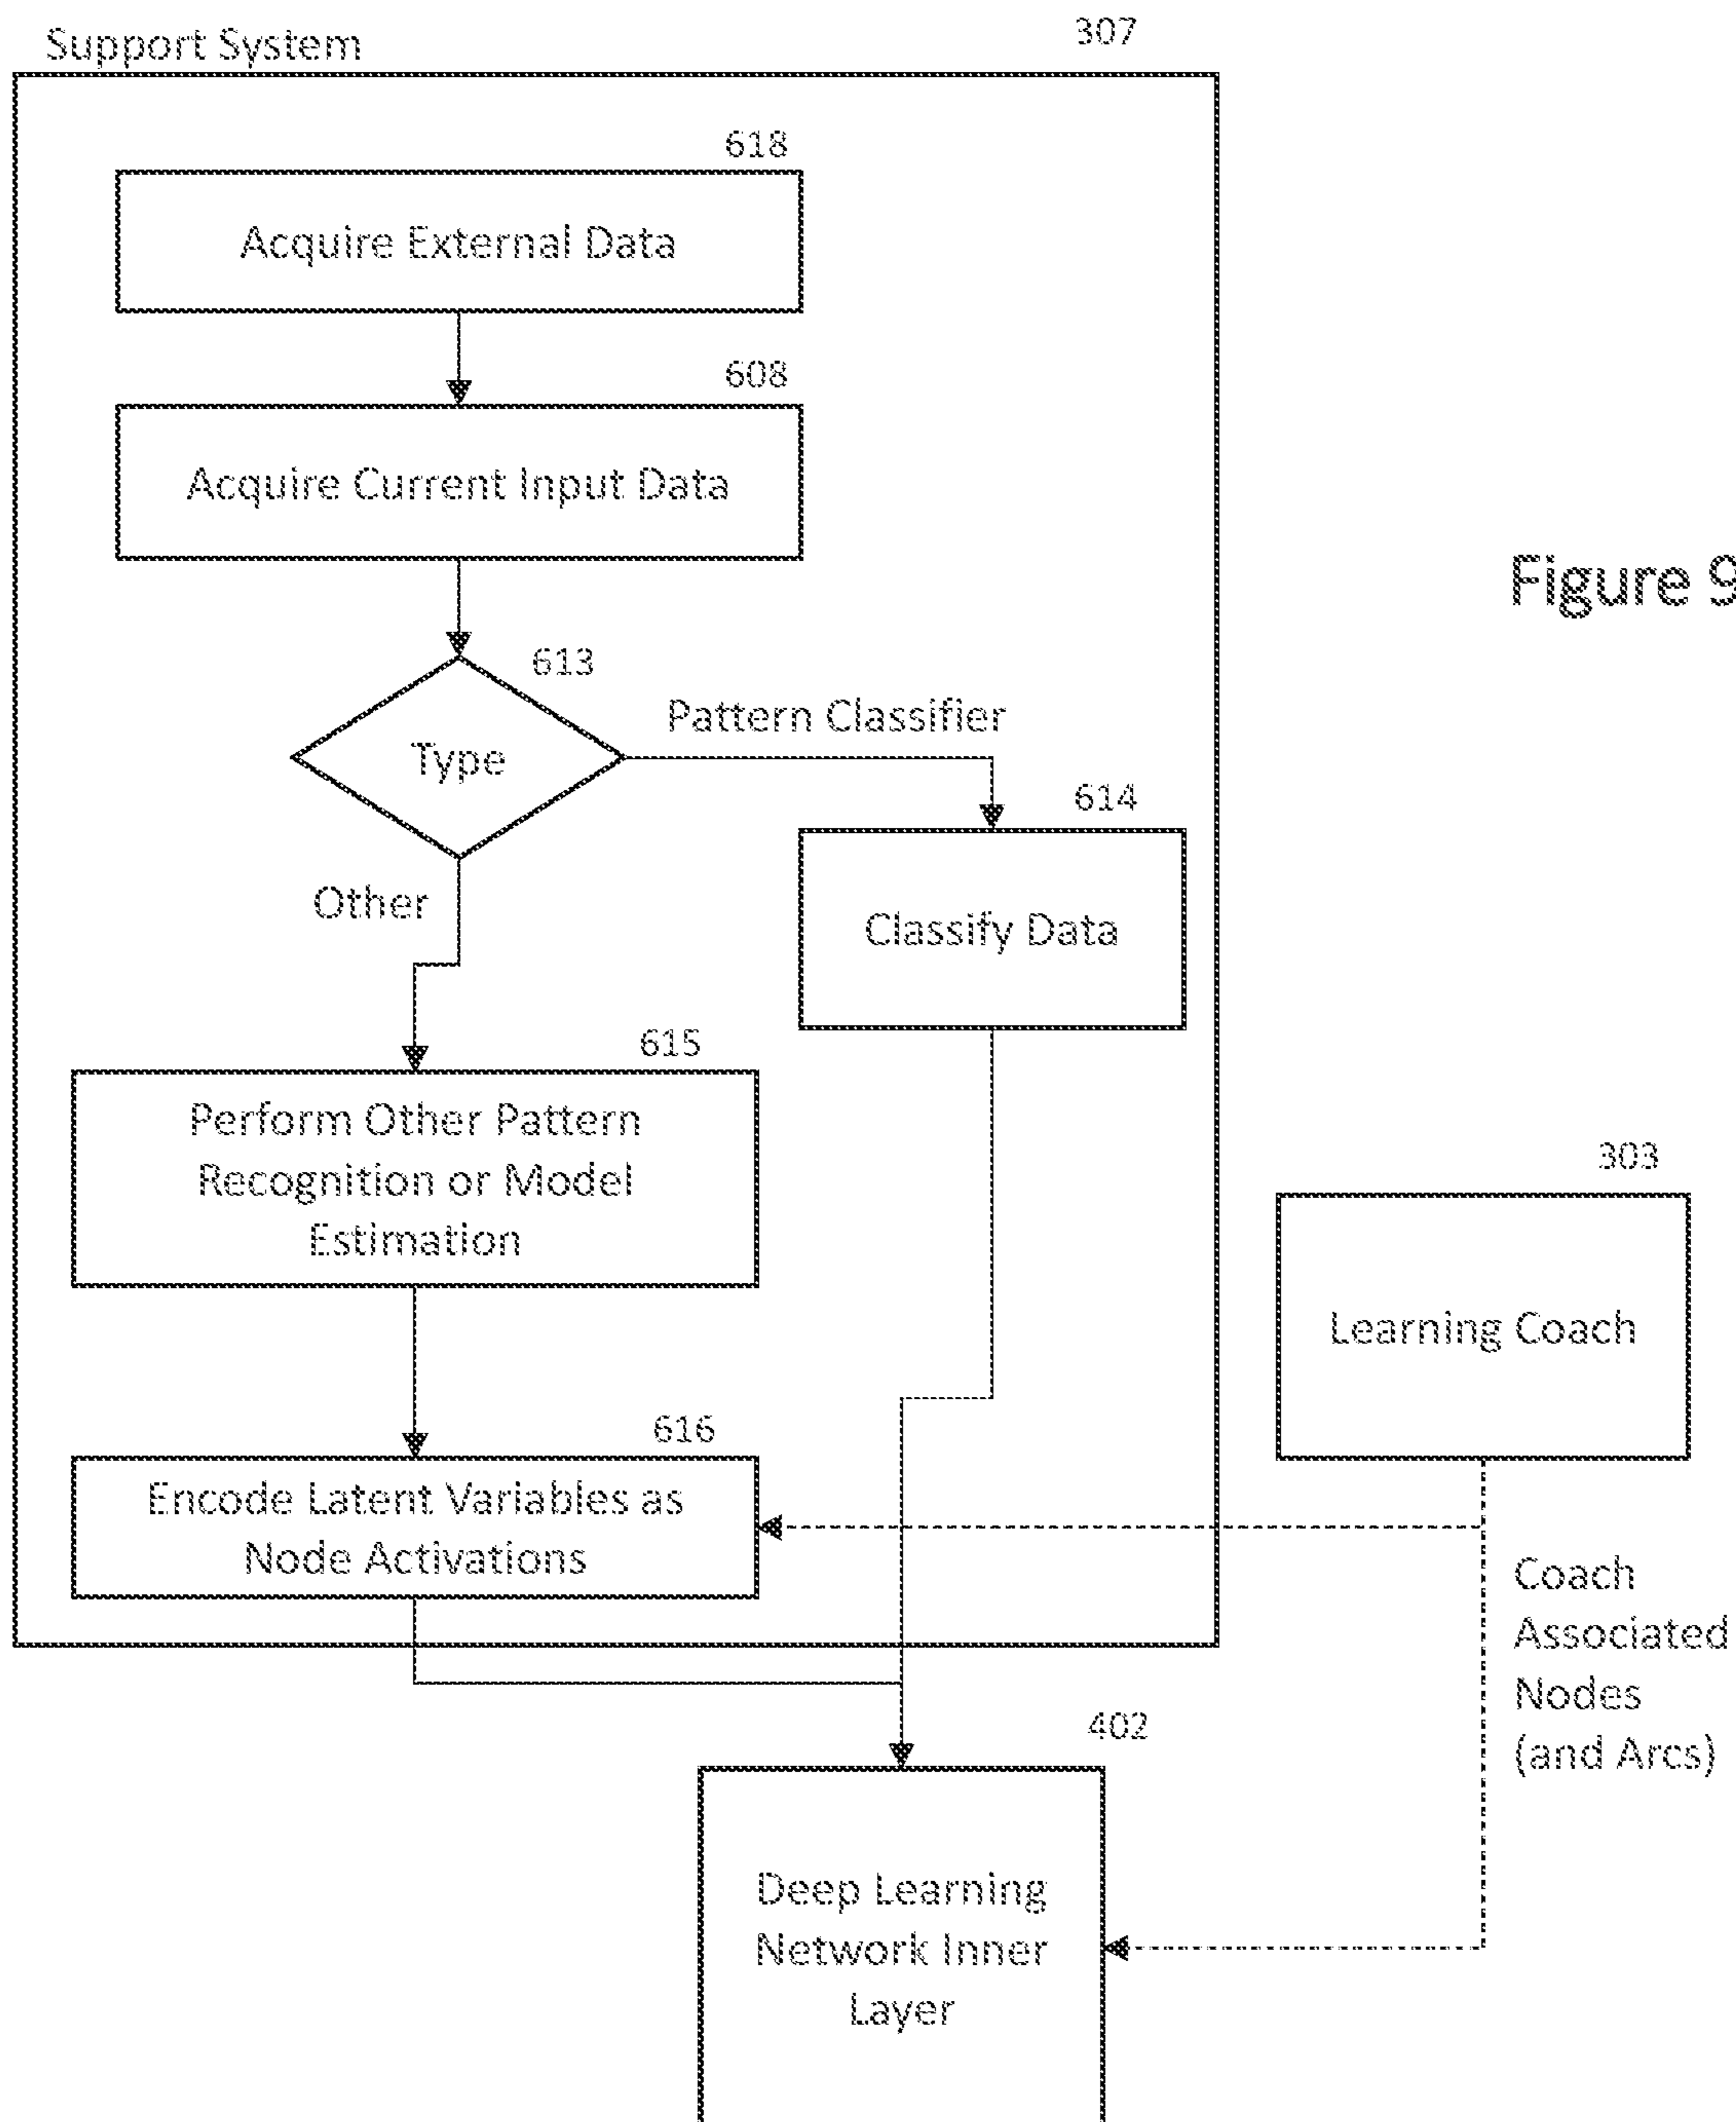 Support System
307
618
Acquire External Data
608
Acquire Current Input Data
Figure 9
613
Type
Pattern Classifier
614
Other
Classify Data
615
Perform Other Pattern
Recognition or Model
Estimation
303
Learning Coach
616
Encode Latent Variables as
Node Activations
Coach
Associated
Nodes
(and Arcs)
402
Deep Learning
Network Inner
Layer